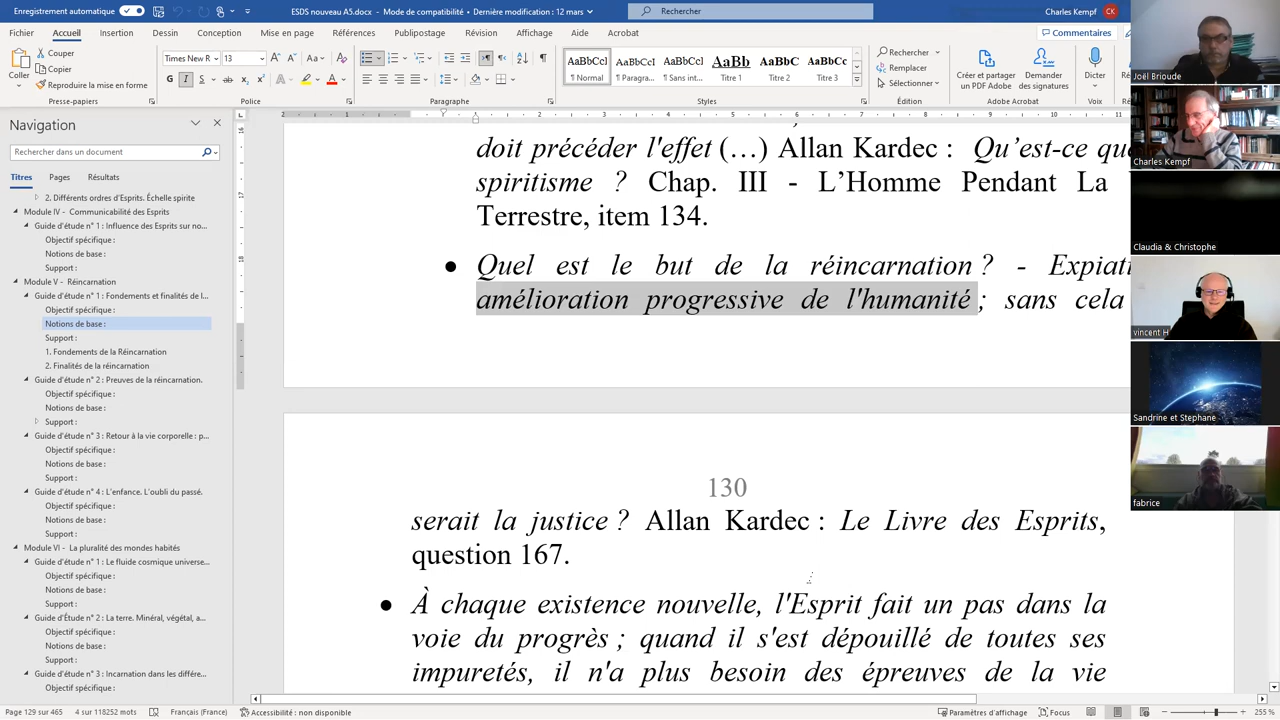 Enregistrement automatique
ESDS nouveau A5.docx - Mode de compatibilité • Dernière modification : 12 mars
Rechercher
Charles Kempf
CK
Fichier Accueil Insertion Dessin Conception Mise en page Références Publipostage Révision Affichage Aide Acrobat
Commentaires
Coller
Couper
Copier
Reproduire la mise en forme
Presse-papiers
Times New R
13
G I S
Police
Paragraphe
AaBbCcl AaBbCc AaBbCcl AaBb AaBbC AaBbCc
¶ Normal ¶ Paragra... ¶ Sans int... Titre 1 Titre 2 Titre 3
Styles
Rechercher
Remplacer
Sélectionner
Édition
Créer et partager un PDF Adobe
Demander des signatures
Adobe Acrobat
Dicter
Voix
Navigation
Rechercher dans un document
Titres Pages Résultats
2. Différents ordres d'Esprits. Échelle spirite
Module IV - Communicabilité des Esprits
Guide d'étude n° 1 : Influence des Esprits sur no...
Objectif spécifique :
Notions de base :
Support :
Module V - Réincarnation
Guide d'étude n° 1 : Fondements et finalités de l...
Objectif spécifique :
Notions de base :
Support :
1. Fondements de la Réincarnation
2. Finalités de la réincarnation
Guide d'étude n° 2 : Preuves de la réincarnation.
Objectif spécifique :
Notions de base :
Support :
Guide d'étude n° 3 : Retour à la vie corporelle : p...
Objectif spécifique :
Notions de base :
Support :
Guide d'étude n° 4 : L'enfance. L'oubli du passé.
Objectif spécifique :
Notions de base :
Support :
Module VI - La pluralité des mondes habités
Guide d'étude n° 1 : Le fluide cosmique universe...
Objectif spécifique :
Notions de base :
Support :
Guide d'Étude n° 2 : La terre. Minéral, végétal, a...
Objectif spécifique :
Notions de base :
Support :
Guide d'étude n° 3 : Incarnation dans les différe...
Objectif spécifique :
doit précéder l'effet (…) Allan Kardec : Qu’est-ce que
spiritisme ? Chap. III - L’Homme Pendant La
Terrestre, item 134.
● Quel est le but de la réincarnation ? - Expiat
amélioration progressive de l'humanité ; sans cela
130
serait la justice ? Allan Kardec : Le Livre des Esprits,
question 167.
● À chaque existence nouvelle, l'Esprit fait un pas dans la
voie du progrès ; quand il s'est dépouillé de toutes ses
impuretés, il n'a plus besoin des épreuves de la vie
Joël Brioude
Charles Kempf
Claudia & Christophe
vincent H
Sandrine et Stephane
fabrice
Page 129 sur 465 4 sur 118252 mots Français (France) Accessibilité : non disponible Paramètres d'affichage Focus 255 %